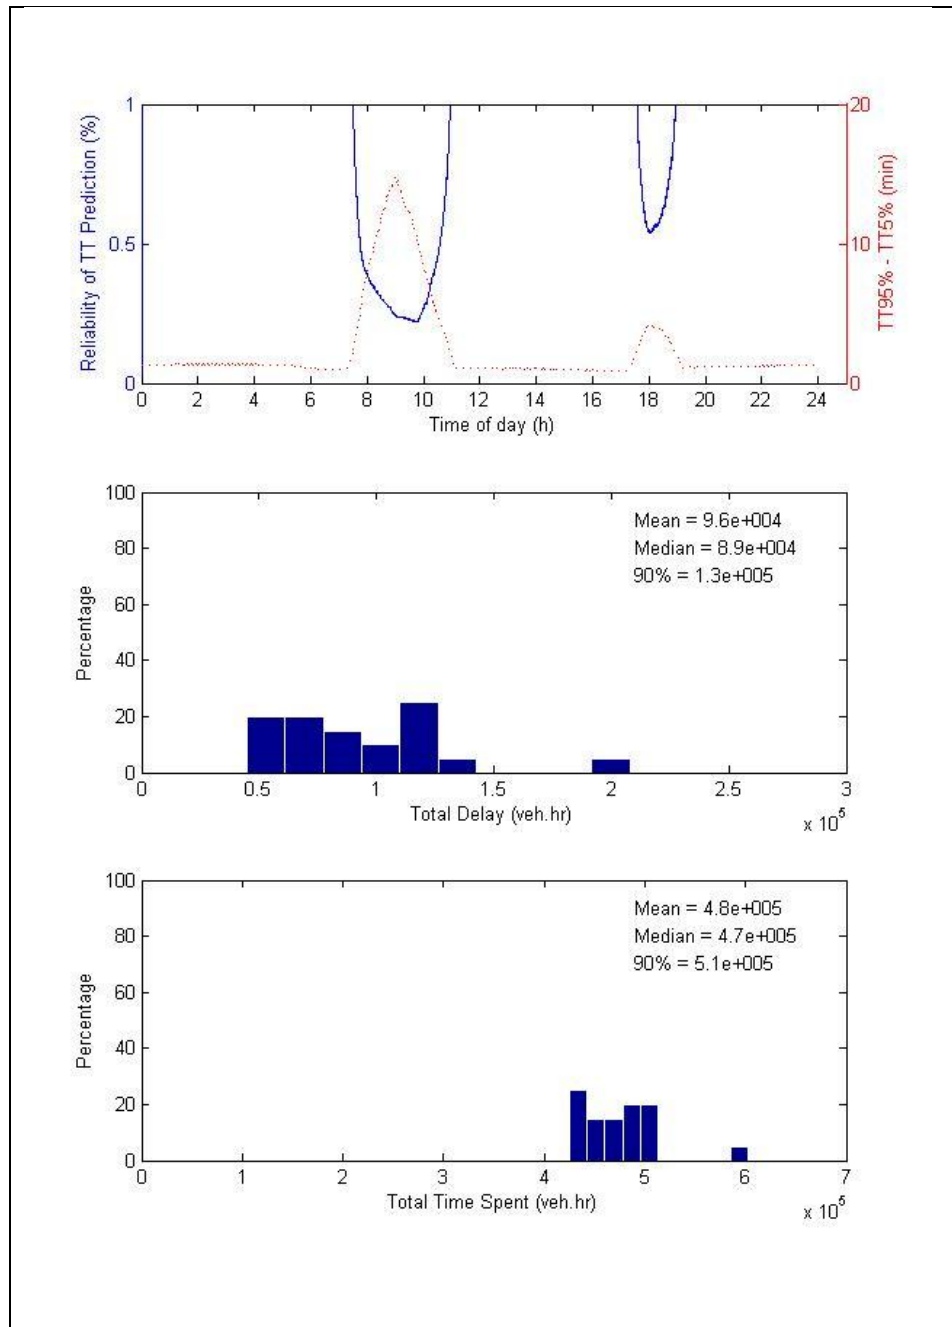 1
0.5
0
Reliability of TT Prediction (%)
20
10
0
TT95% - TT5% (min)
0 2 4 6 8 10 12 14 16 18 20 22 24
Time of day (h)
100
80
60
40
20
0
Percentage
Mean = 9.6e+004
Median = 8.9e+004
90% = 1.3e+005
0 0.5 1 1.5 2 2.5 3
Total Delay (veh.hr)
x 10^5
100
80
60
40
20
0
Percentage
Mean = 4.8e+005
Median = 4.7e+005
90% = 5.1e+005
0 1 2 3 4 5 6 7
Total Time Spent (veh.hr)
x 10^5